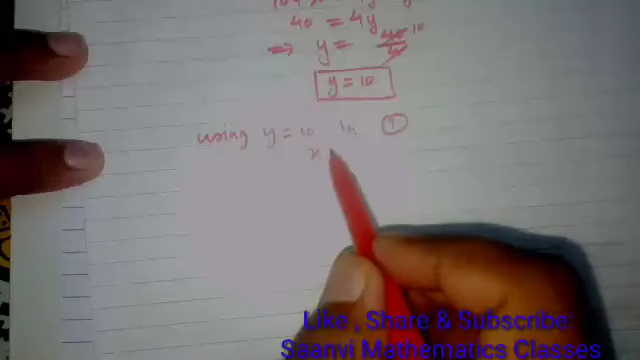 40 = 4y
⇒ y = 40/4 10
y = 10
using y = 10 in ①
x
Like , Share & Subscribe:
Saanvi Mathematics Classes